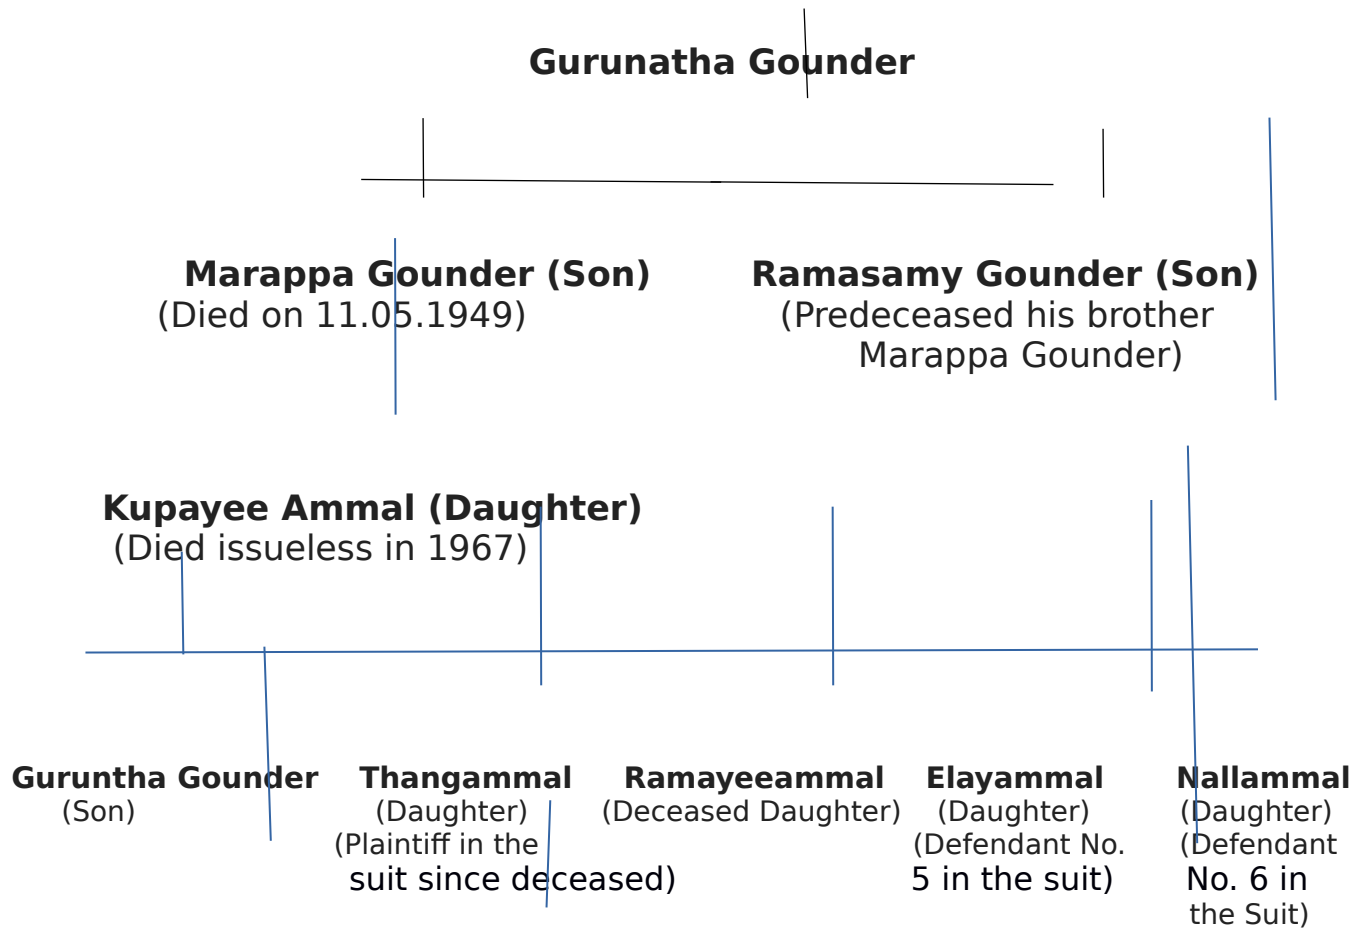 Gurunatha Gounder
Marappa Gounder (Son)
(Died on 11.05.1949)
Ramasamy Gounder (Son)
(Predeceased his brother
Marappa Gounder)
Kupayee Ammal (Daughter)
(Died issueless in 1967)
Guruntha Gounder
(Son)
Thangammal
(Daughter)
(Plaintiff in the
suit since deceased)
Ramayeeammal
(Deceased Daughter)
Elayammal
(Daughter)
(Defendant No.
5 in the suit)
Nallammal
(Daughter)
(Defendant
No. 6 in
the Suit)